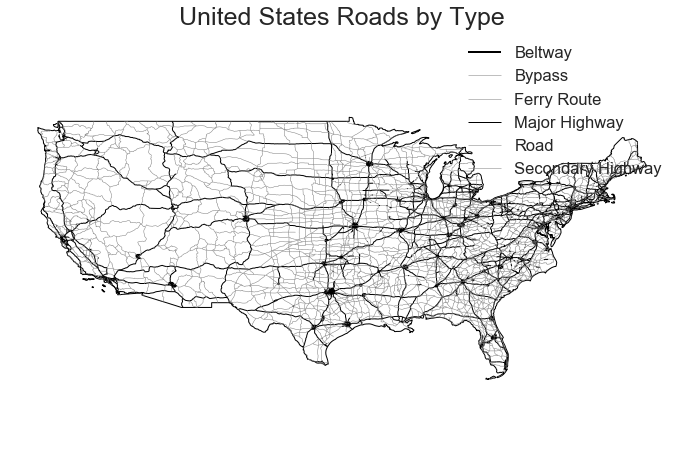 United States Roads by Type
Beltway
Bypass
Ferry Route
Major Highway
Road
Secondary Highway